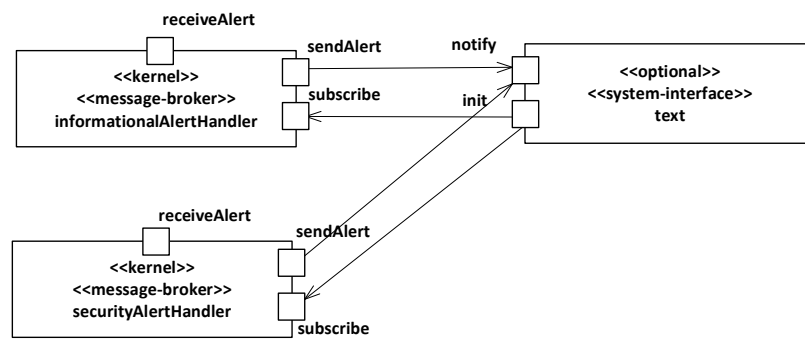 receiveAlert
sendAlert
notify
<<kernel>>
<<message-broker>>
informationalAlertHandler
subscribe
init
<<optional>>
<<system-interface>>
text
receiveAlert
sendAlert
<<kernel>>
<<message-broker>>
securityAlertHandler
subscribe